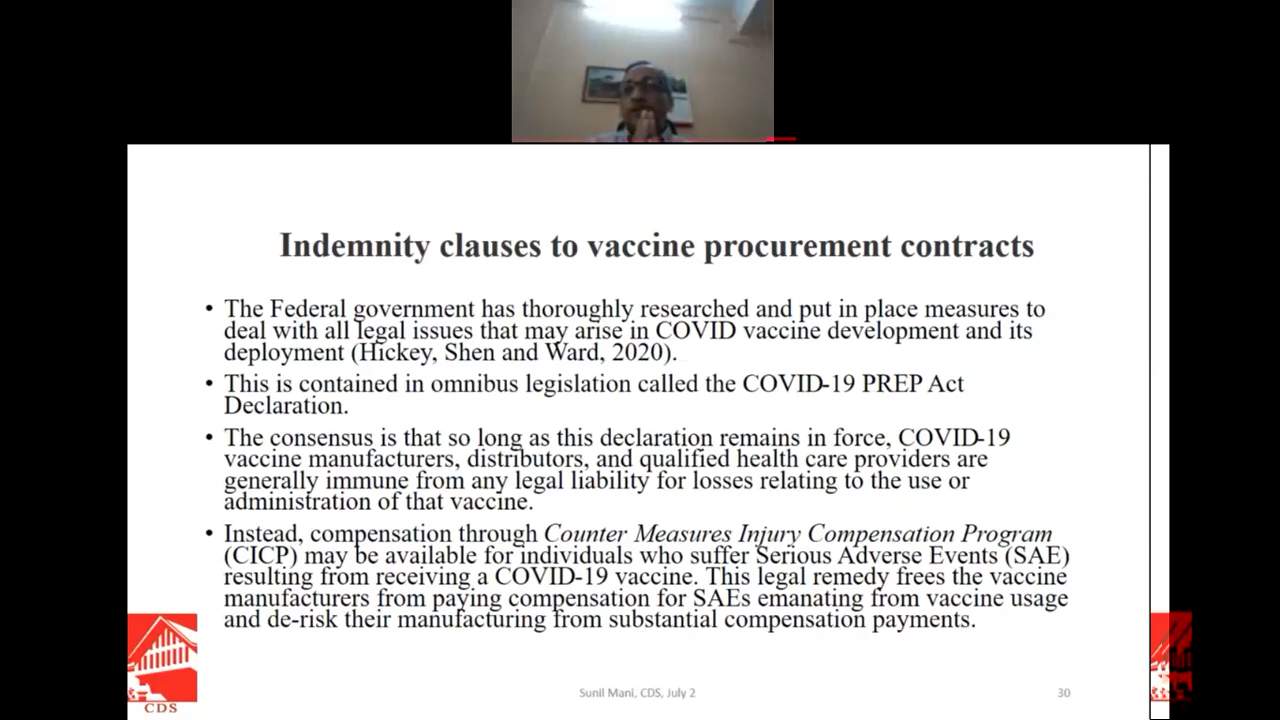 Indemnity clauses to vaccine procurement contracts
• The Federal government has thoroughly researched and put in place measures to
deal with all legal issues that may arise in COVID vaccine development and its
deployment (Hickey, Shen and Ward, 2020).
• This is contained in omnibus legislation called the COVID-19 PREP Act
Declaration.
• The consensus is that so long as this declaration remains in force, COVID-19
vaccine manufacturers, distributors, and qualified health care providers are
generally immune from any legal liability for losses relating to the use or
administration of that vaccine.
• Instead, compensation through Counter Measures Injury Compensation Program
(CICP) may be available for individuals who suffer Serious Adverse Events (SAE)
resulting from receiving a COVID-19 vaccine. This legal remedy frees the vaccine
manufacturers from paying compensation for SAEs emanating from vaccine usage
and de-risk their manufacturing from substantial compensation payments.
CDS
Sunil Mani, CDS, July 2
30